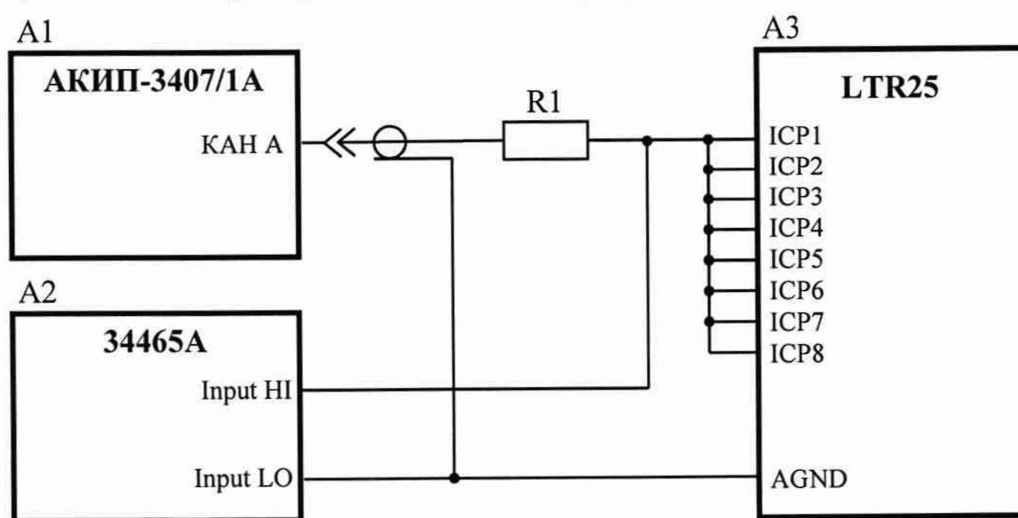 A1
АКИП-3407/1А
КАН А
R1
A2
34465A
Input HI
Input LO
A3
LTR25
ICP1
ICP2
ICP3
ICP4
ICP5
ICP6
ICP7
ICP8
AGND